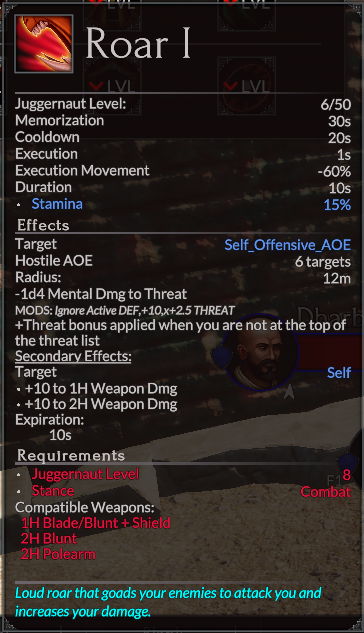 LVL
LVL
Roar I
LVL
LVL
Juggernaut Level: 6/50
Memorization 30s
Cooldown 20s
Execution 1s
Execution Movement -60%
Duration 10s
• Stamina 15%
Effects
Target Self_Offensive_AOE
Hostile AOE 6 targets
Radius: 12m
-1d4 Mental Dmg to Threat
MODS: Ignore Active DEF,+10,x+2.5 THREAT
+Threat bonus applied when you are not at the top of
the threat list
Secondary Effects:
Target Self
• +10 to 1H Weapon Dmg
• +10 to 2H Weapon Dmg
Expiration:
10s
Requirements
• Juggernaut Level 8
• Stance Combat
Compatible Weapons:
1H Blade/Blunt + Shield
2H Blunt
2H Polearm
Loud roar that goads your enemies to attack you and
increases your damage.